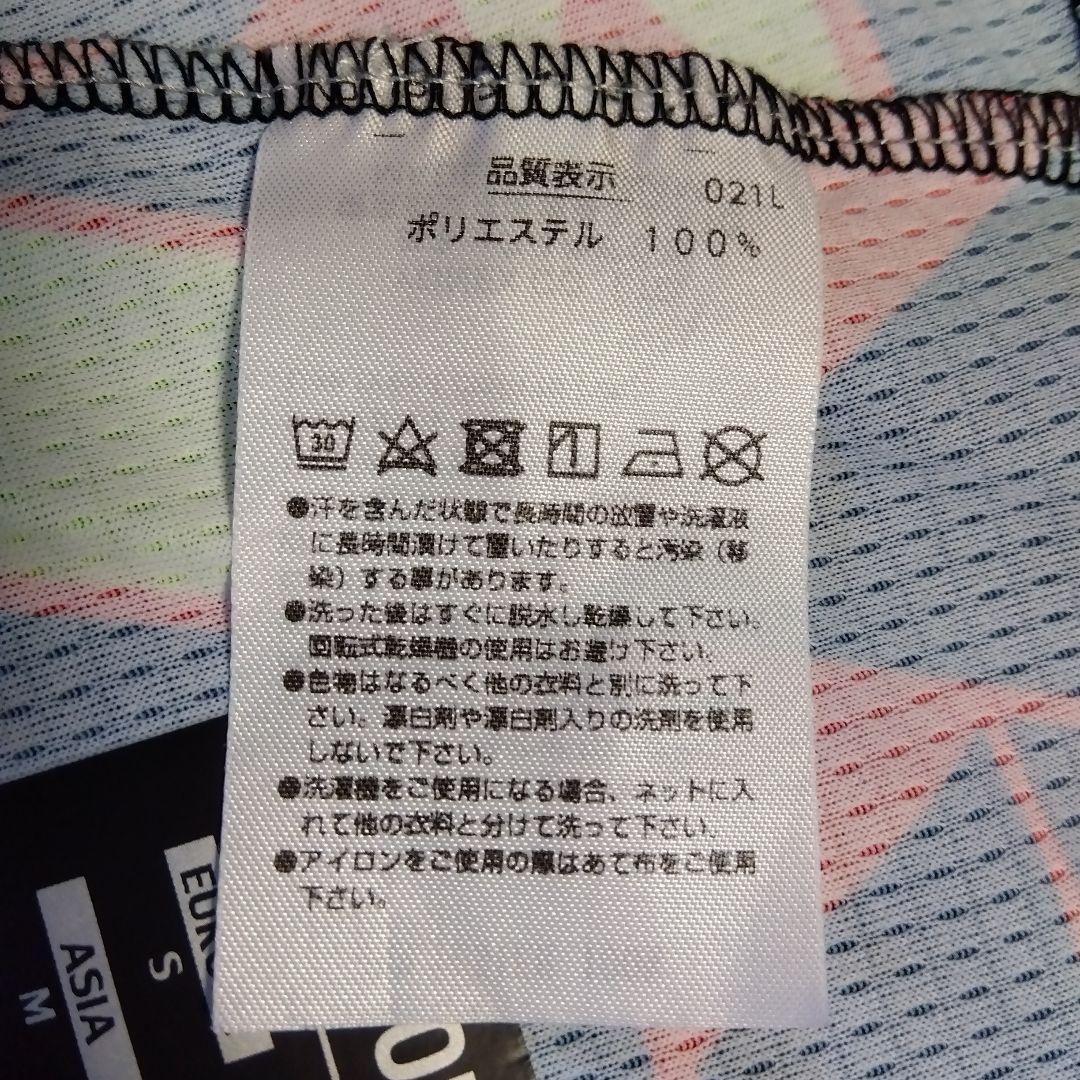 品質表示 021L
ポリエステル 100%
30
●汗を含んだ状態で長時間の放置や洗濯液
に長時間漬けて置いたりすると汚染(移
染)する事があります。
●洗った後はすぐに脱水し乾燥して下さい。
回転式乾燥機の使用はお避け下さい。
●色物はなるべく他の衣料と別に洗って下
さい。漂白剤や漂白剤入りの洗剤を使用
しないで下さい。
●洗濯機をご使用になる場合、ネットに入
れて他の衣料と分けて洗って下さい。
●アイロンをご使用の際はあて布をご使用
下さい。
S
ASIA
M